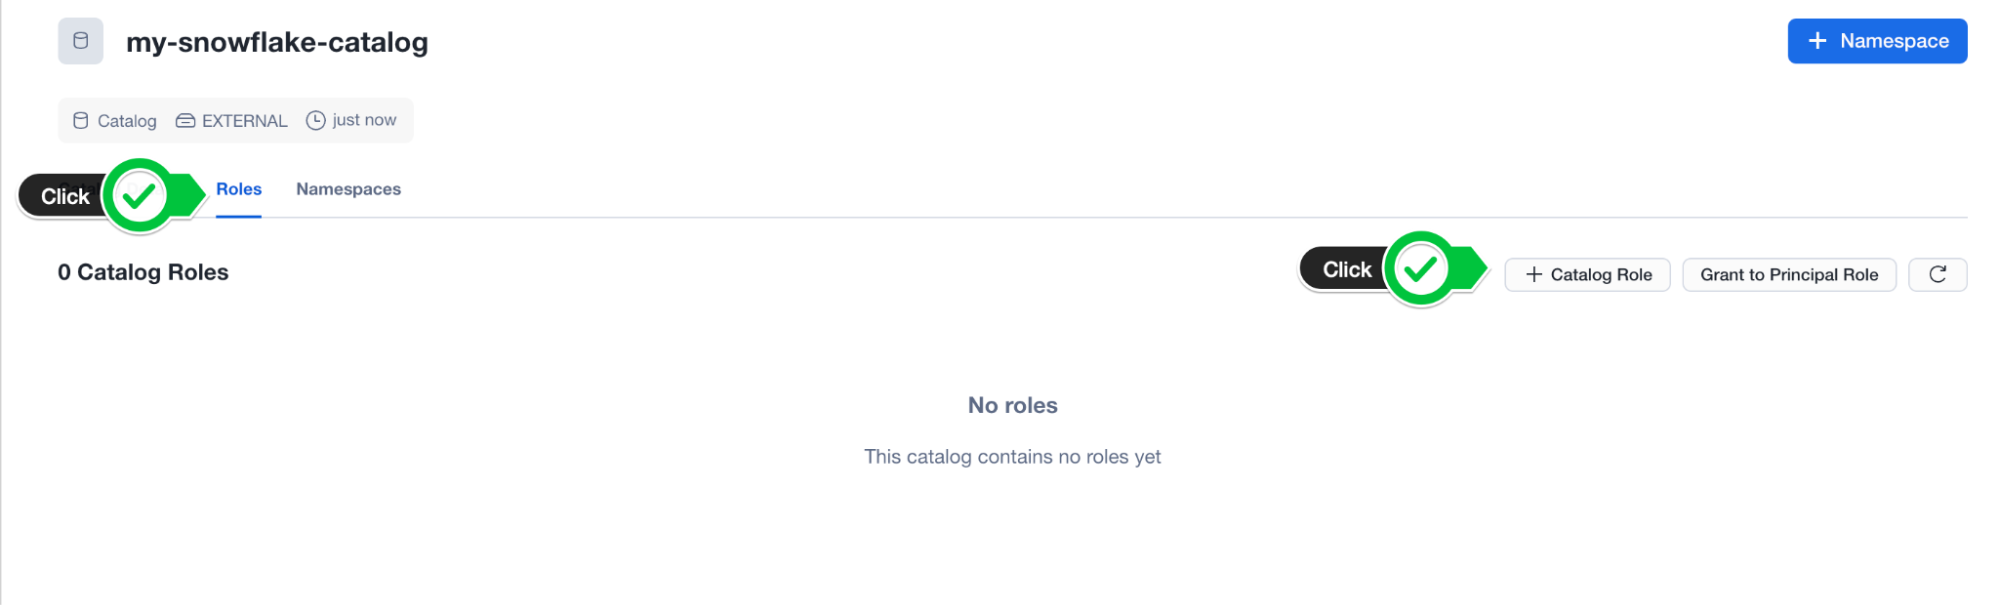 my-snowflake-catalog
+ Namespace
Catalog EXTERNAL just now
Click Roles Namespaces
0 Catalog Roles
Click + Catalog Role Grant to Principal Role
No roles
This catalog contains no roles yet